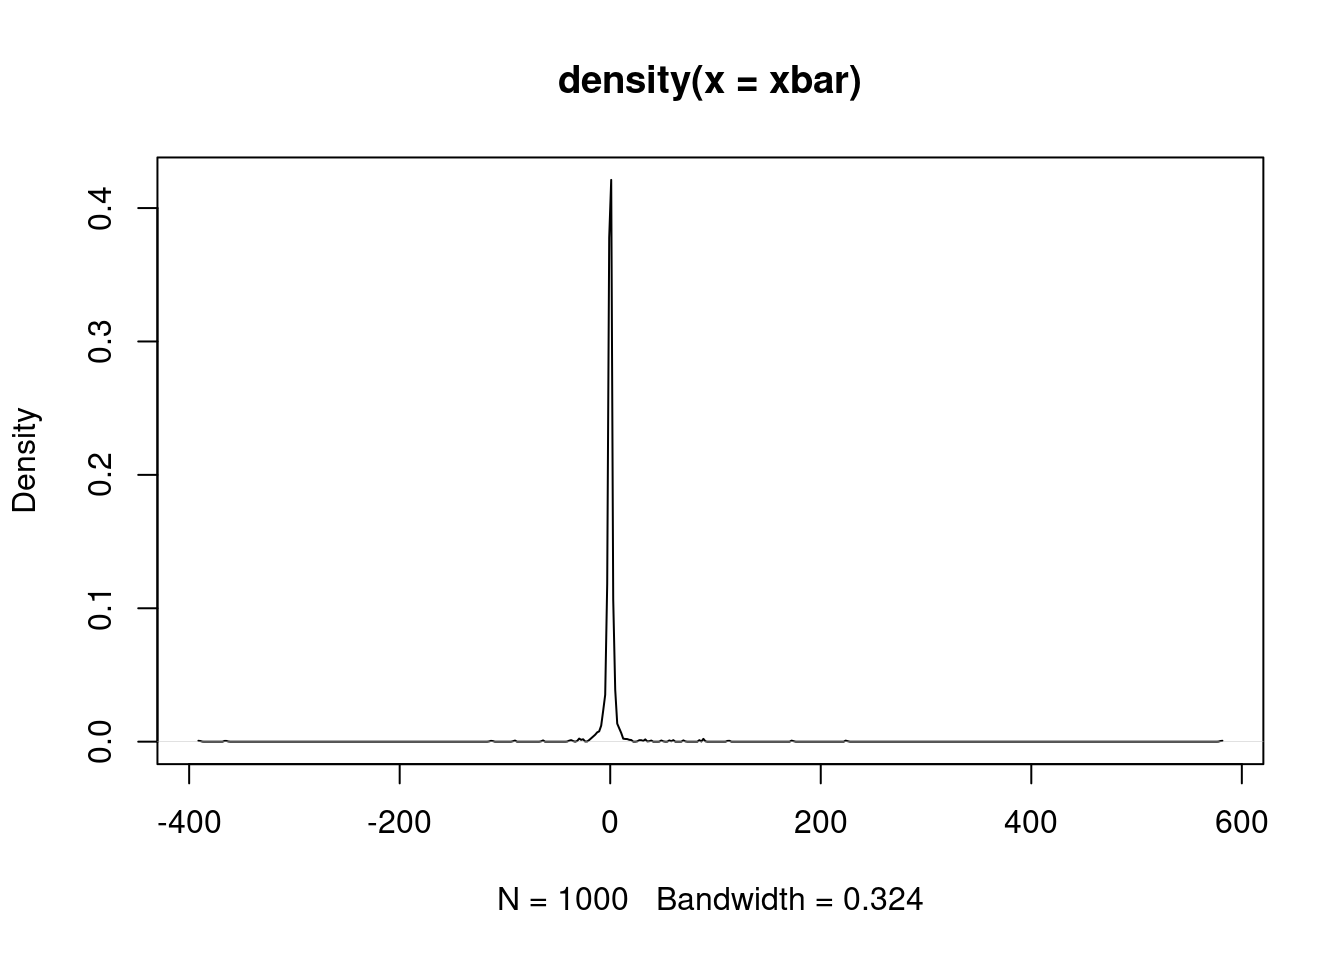 density(x = xbar)
Density
0.4
0.3
0.2
0.1
0.0
-400 -200 0 200 400 600
N = 1000   Bandwidth = 0.324